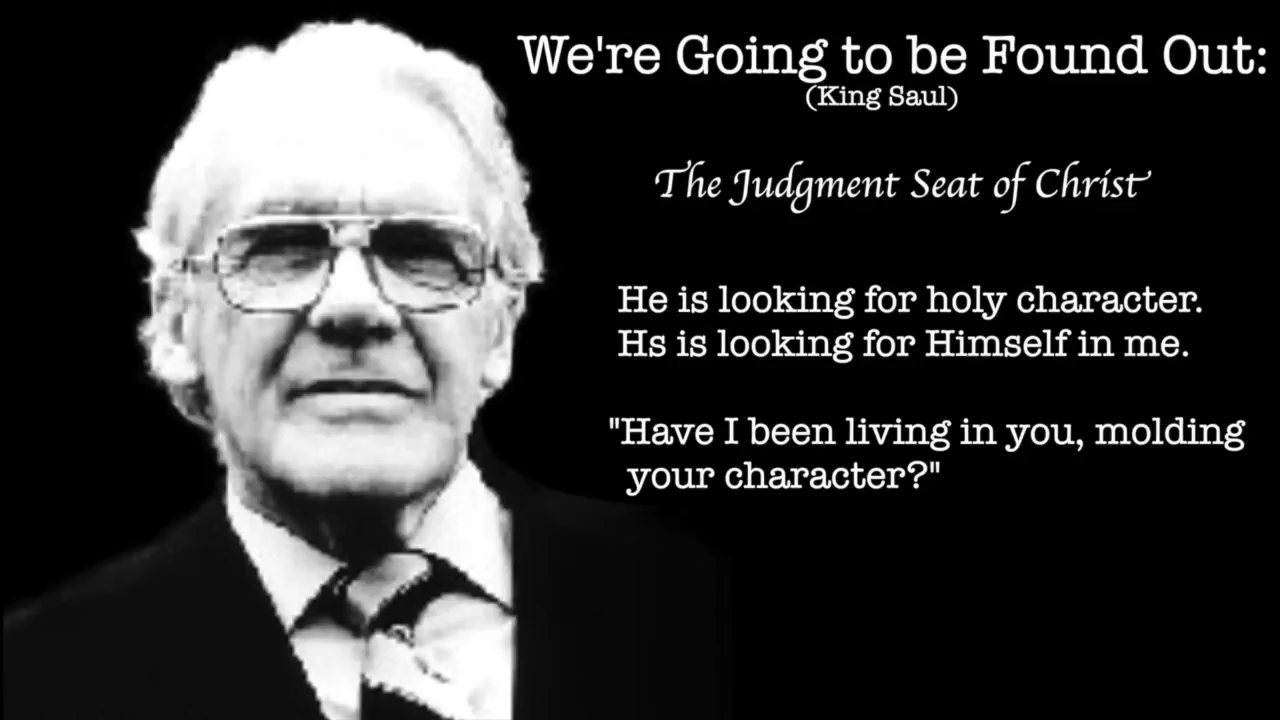 We're Going to be Found Out:
(King Saul)
The Judgment Seat of Christ
He is looking for holy character.
Hs is looking for Himself in me.
"Have I been living in you, molding
your character?"